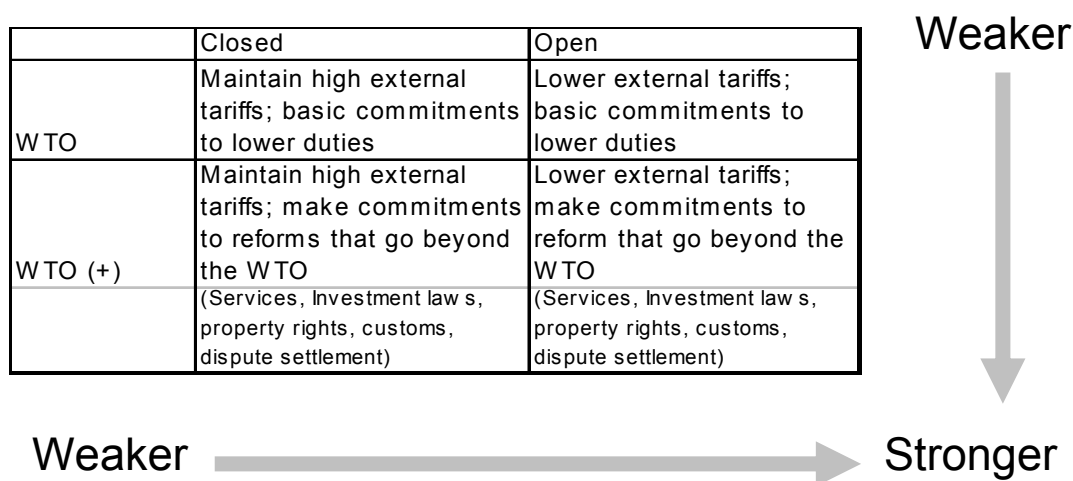 Weaker
Closed Open
Maintain high external Lower external tariffs;
tariffs; basic commitments basic commitments to
WTO to lower duties lower duties
Maintain high external Lower external tariffs;
tariffs; make commitments make commitments to
to reforms that go beyond reform that go beyond the
WTO (+) the WTO WTO
(Services, Investment laws, (Services, Investment laws,
property rights, customs, property rights, customs,
dispute settlement) dispute settlement)
Weaker Stronger